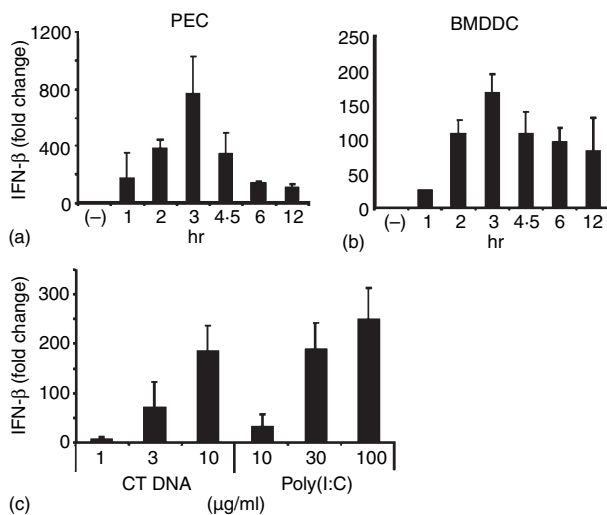 PEC
IFN-β (fold change)
1200
800
400
0
(–) 1 2 3 4·5 6 12
hr
(a)
BMDDC
250
200
150
100
50
0
(–) 1 2 3 4·5 6 12
hr
(b)
IFN-β (fold change)
300
200
100
0
1 3 10 10 30 100
CT DNA Poly(I:C)
(µg/ml)
(c)